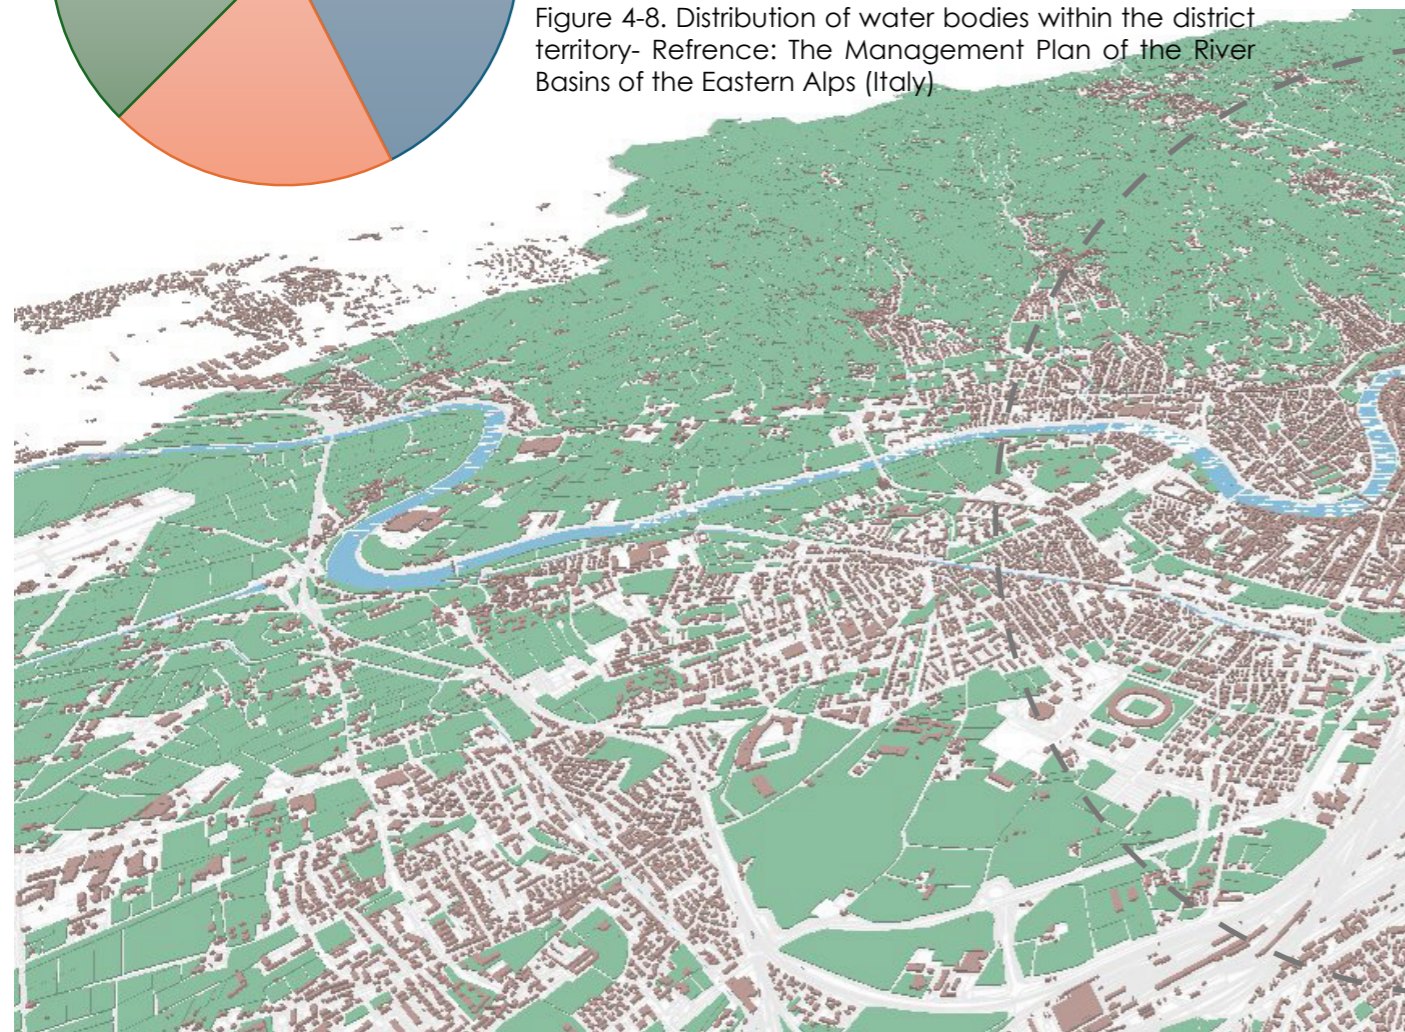 Figure 4-8. Distribution of water bodies within the district
territory- Refrence: The Management Plan of the River
Basins of the Eastern Alps (Italy)